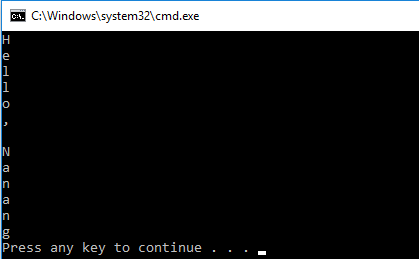 C:\Windows\system32\cmd.exe
H
e
l
l
o
,

N
a
n
a
n
g
Press any key to continue . . .